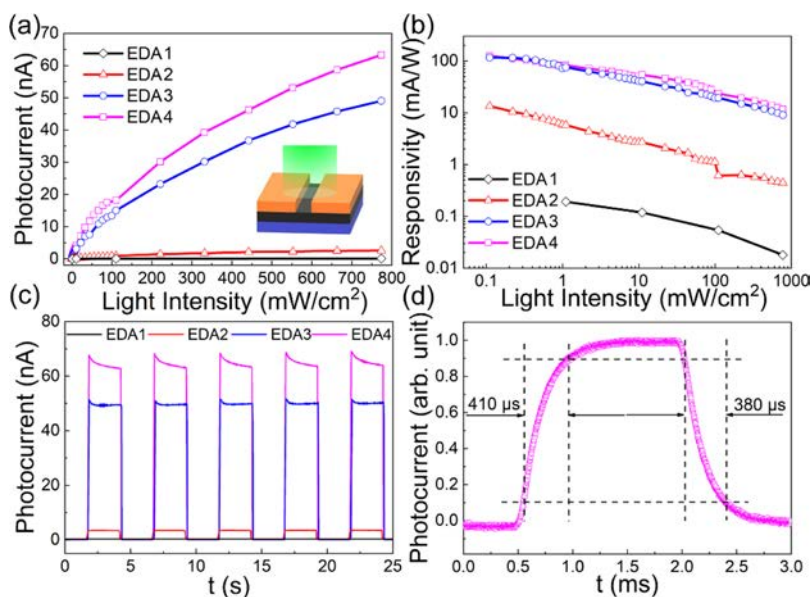 (a)
70
60
50
40
30
20
10
0
Photocurrent (nA)
EDA1
EDA2
EDA3
EDA4
0 100 200 300 400 500 600 700 800
Light Intensity (mW/cm²)
(b)
100
10
1
0.1
0.01
Responsivity (mA/W)
EDA1
EDA2
EDA3
EDA4
0.1 1 10 100 1000
Light Intensity (mW/cm²)
(c)
80
60
40
20
0
Photocurrent (nA)
EDA1 EDA2 EDA3 EDA4
0 5 10 15 20 25
t (s)
(d)
1.0
0.8
0.6
0.4
0.2
0.0
Photocurrent (arb. unit)
410 µs
380 µs
0.0 0.5 1.0 1.5 2.0 2.5 3.0
t (ms)